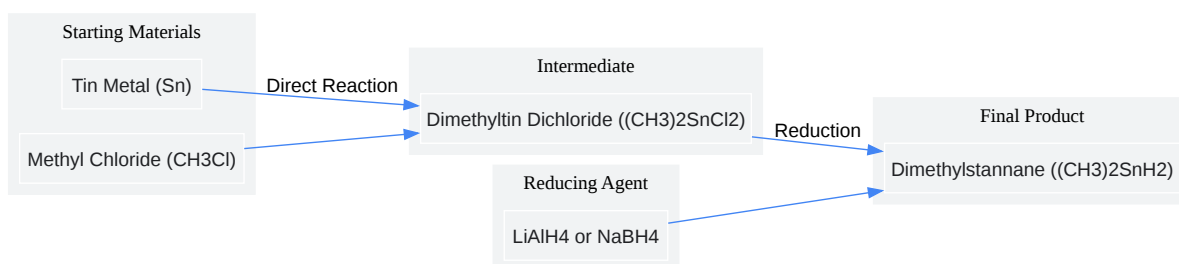 Starting Materials
Tin Metal (Sn)
Methyl Chloride (CH3Cl)
Direct Reaction
Intermediate
Dimethyltin Dichloride ((CH3)2SnCl2)
Reducing Agent
LiAlH4 or NaBH4
Reduction
Final Product
Dimethylstannane ((CH3)2SnH2)